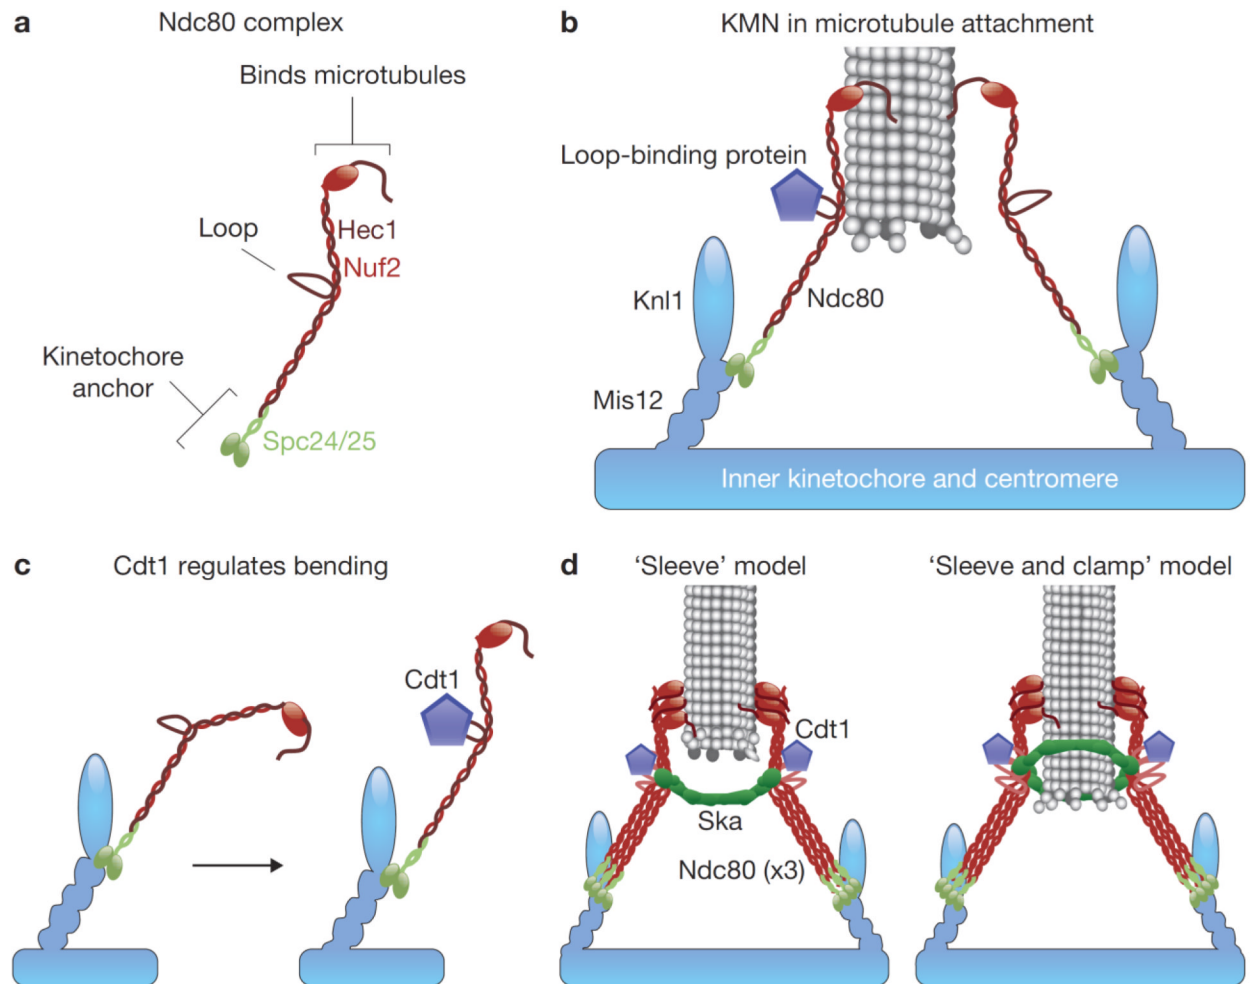 a
Ndc80 complex
Binds microtubules
Loop
Hec1
Nuf2
Kinetochore
anchor
Spc24/25
b
KMN in microtubule attachment
Loop-binding protein
Knl1
Ndc80
Mis12
Inner kinetochore and centromere
c
Cdt1 regulates bending
Cdt1
d
‘Sleeve’ model
‘Sleeve and clamp’ model
Cdt1
Ska
Ndc80 (x3)